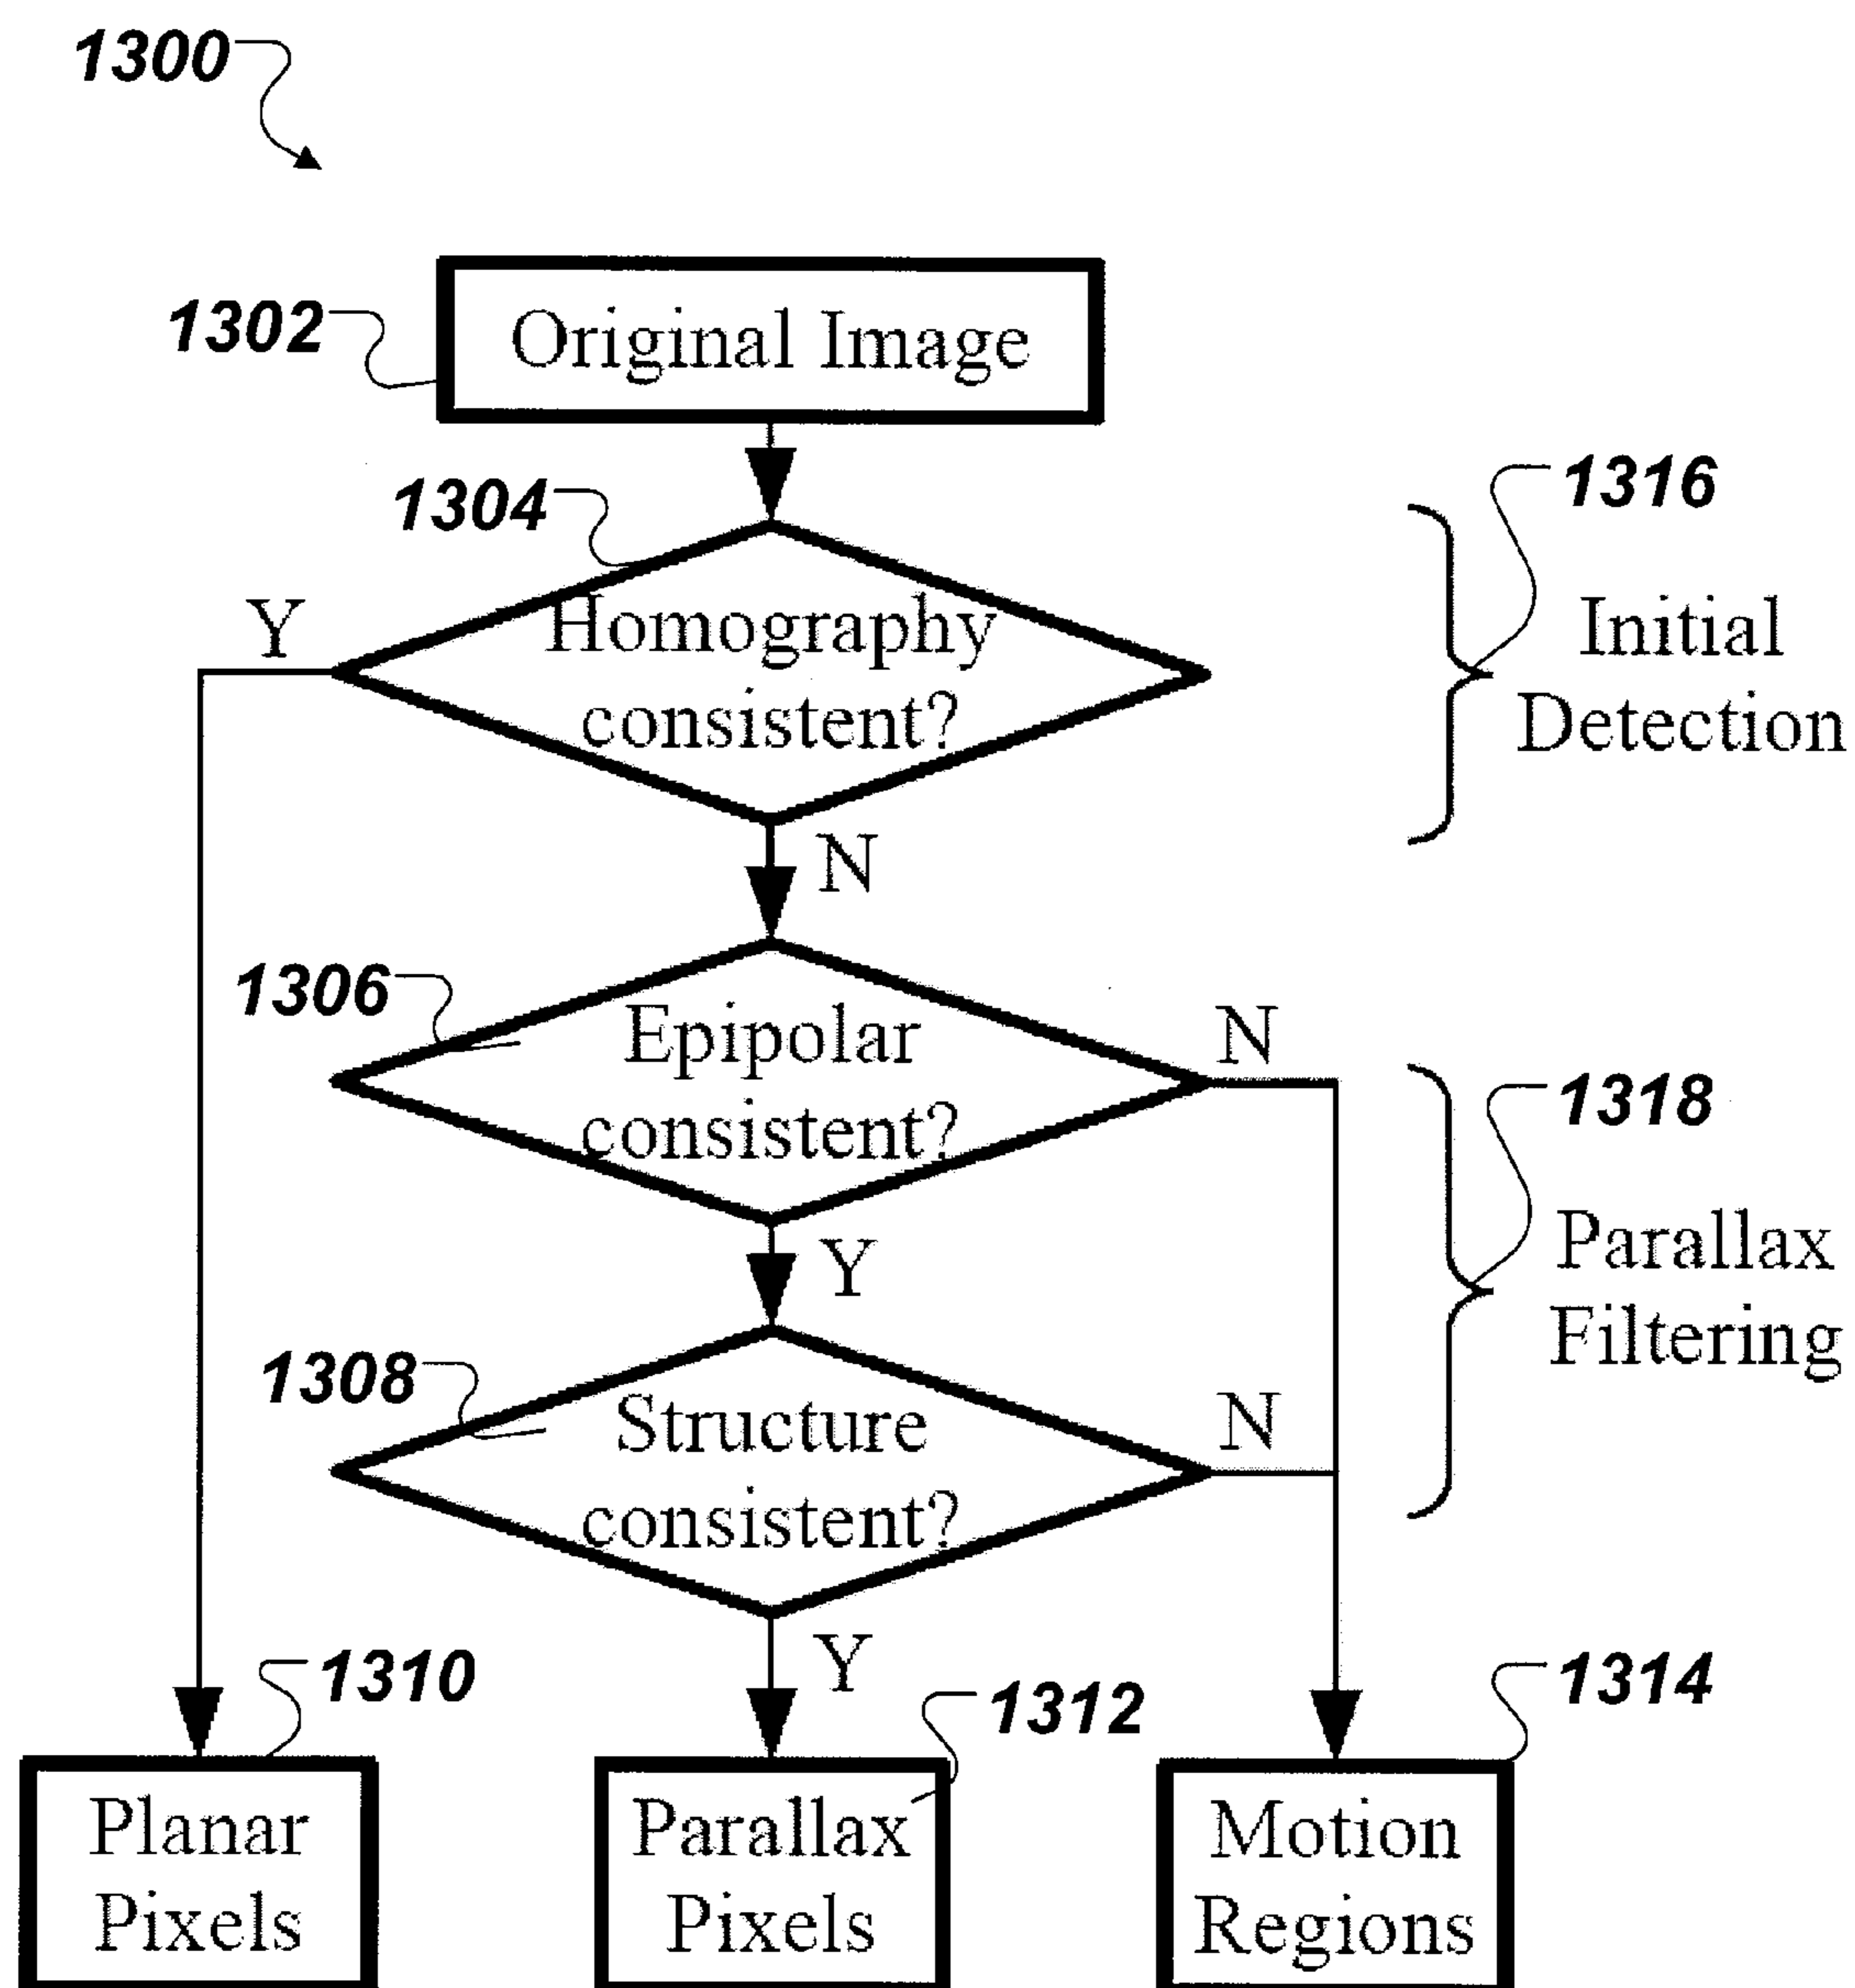 1300
1302
Original Image
1304
1316
Y
Homography
consistent?
Initial
Detection
N
1306
Epipolar
consistent?
N
1318
Parallax
Filtering
Y
1308
Structure
consistent?
N
Y
1310
1312
1314
Planar
Pixels
Parallax
Pixels
Motion
Regions